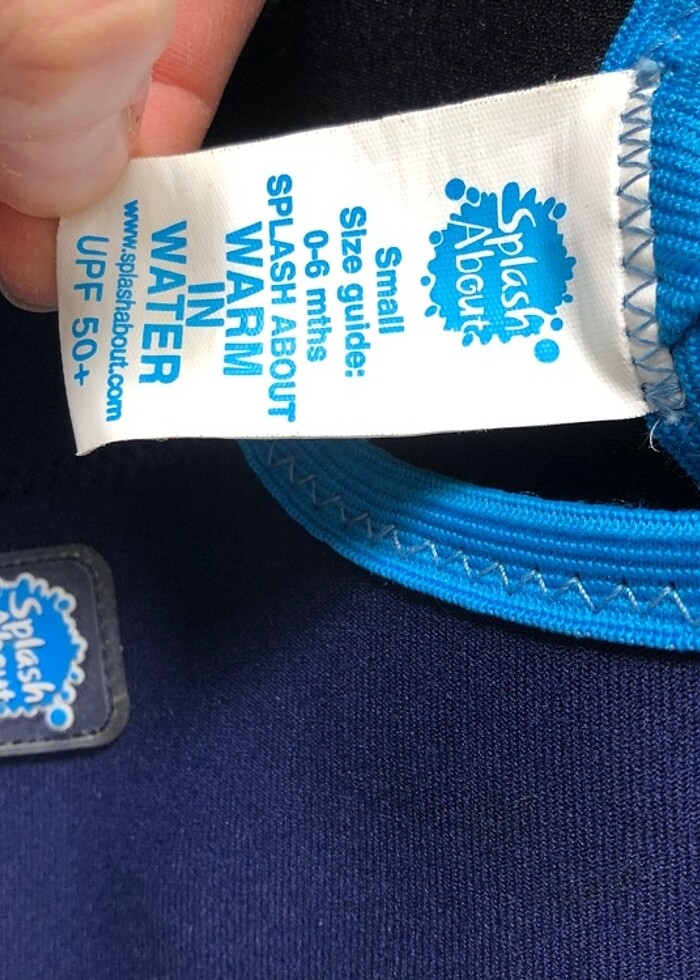 Splash
About
Small
Size guide:
0-6 mths
SPLASH ABOUT
WARM
IN
WATER
www.splashabout.com
UPF 50+
Splash
About